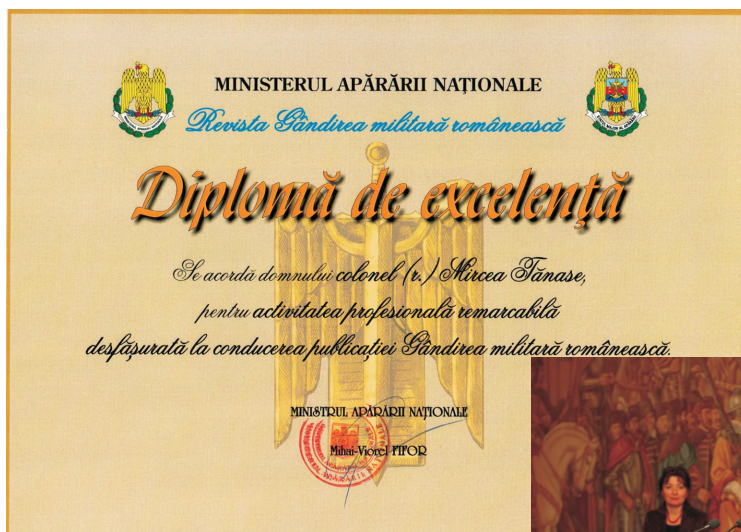 MINISTERUL APĂRĂRII NAȚIONALE
Revista Gândirea militară românească
Diplomă de excelență
Se acordă domnului colonel (r.) Mircea Tănase,
pentru activitatea profesională remarcabilă
desfășurată la conducerea publicației Gândirea militară românească.
MINISTRUL APĂRĂRII NAȚIONALE
Mihai-Viorel FIFOR